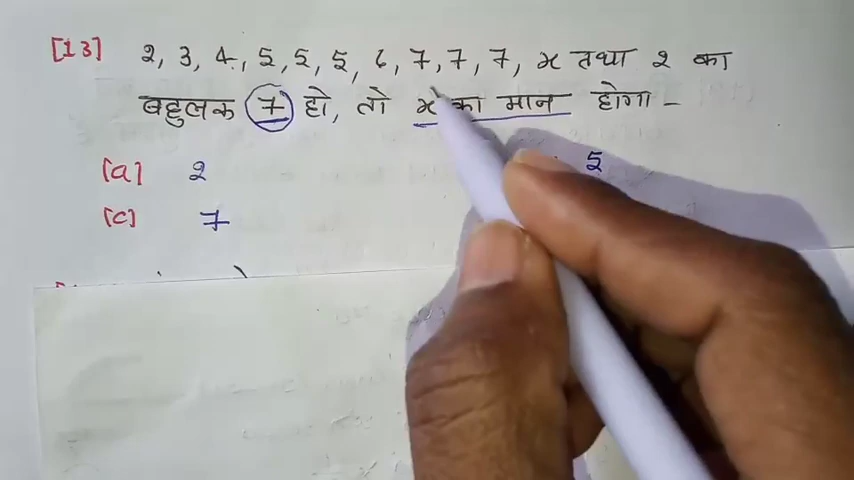 [13] 2, 3, 4, 5, 5, 5, 6, 7, 7, 7, x तथा 2 का
बहुलक 7 हो, तो x का मान होगा -
[a] 2
5
[c] 7